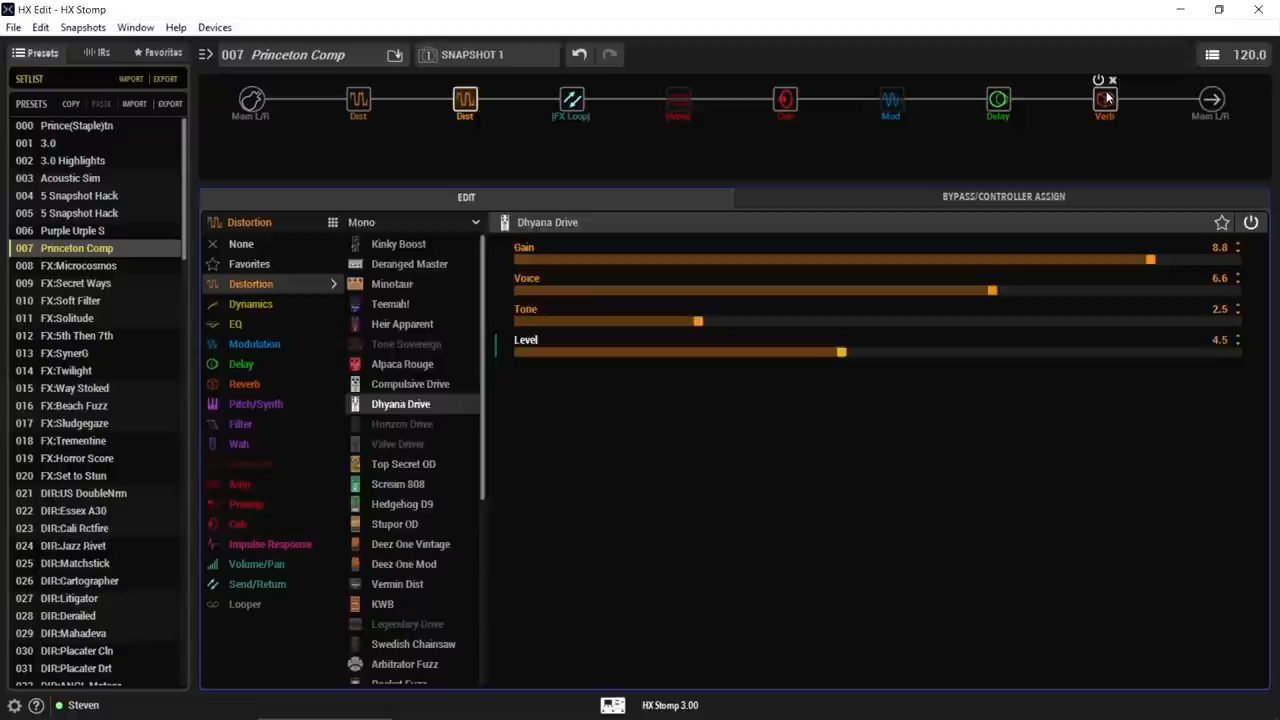 HX Edit - HX Stomp
File Edit Snapshots Window Help Devices
Presets IRs Favorites
007 Princeton Comp 1 SNAPSHOT 1 120.0
SETLIST IMPORT EXPORT
PRESETS COPY PASTE IMPORT EXPORT
Main L/R Dist Dist |FX Loop| |Amp| Cab Mod Delay Verb Main L/R
000 Prince(Staple)tn
001 3.0
002 3.0 Highlights
003 Acoustic Sim
004 5 Snapshot Hack
005 5 Snapshot Hack
006 Purple Urple S
007 Princeton Comp
008 FX:Microcosmos
009 FX:Secret Ways
010 FX:Soft Filter
011 FX:Solitude
012 FX:5th Then 7th
013 FX:SynerG
014 FX:Twilight
015 FX:Way Stoked
016 FX:Beach Fuzz
017 FX:Sludgegaze
018 FX:Trementine
019 FX:Horror Score
020 FX:Set to Stun
021 DIR:US DoubleNrm
022 DIR:Essex A30
023 DIR:Cali Rctfire
024 DIR:Jazz Rivet
025 DIR:Matchstick
026 DIR:Cartographer
027 DIR:Litigator
028 DIR:Derailed
029 DIR:Mahadeva
030 DIR:Placater Cln
031 DIR:Placater Drt
EDIT BYPASS/CONTROLLER ASSIGN
Distortion Mono Dhyana Drive
None
Favorites
Distortion
Dynamics
EQ
Modulation
Delay
Reverb
Pitch/Synth
Filter
Wah
Amp
Preamp
Cab
Impulse Response
Volume/Pan
Send/Return
Looper
Kinky Boost
Deranged Master
Minotaur
Teemah!
Heir Apparent
Tone Sovereign
Alpaca Rouge
Compulsive Drive
Dhyana Drive
Horizon Drive
Valve Driver
Top Secret OD
Scream 808
Hedgehog D9
Stupor OD
Deez One Vintage
Deez One Mod
Vermin Dist
KWB
Legendary Drive
Swedish Chainsaw
Arbitrator Fuzz
Gain 8.8
Voice 6.6
Tone 2.5
Level 4.5
Steven
HX Stomp 3.00